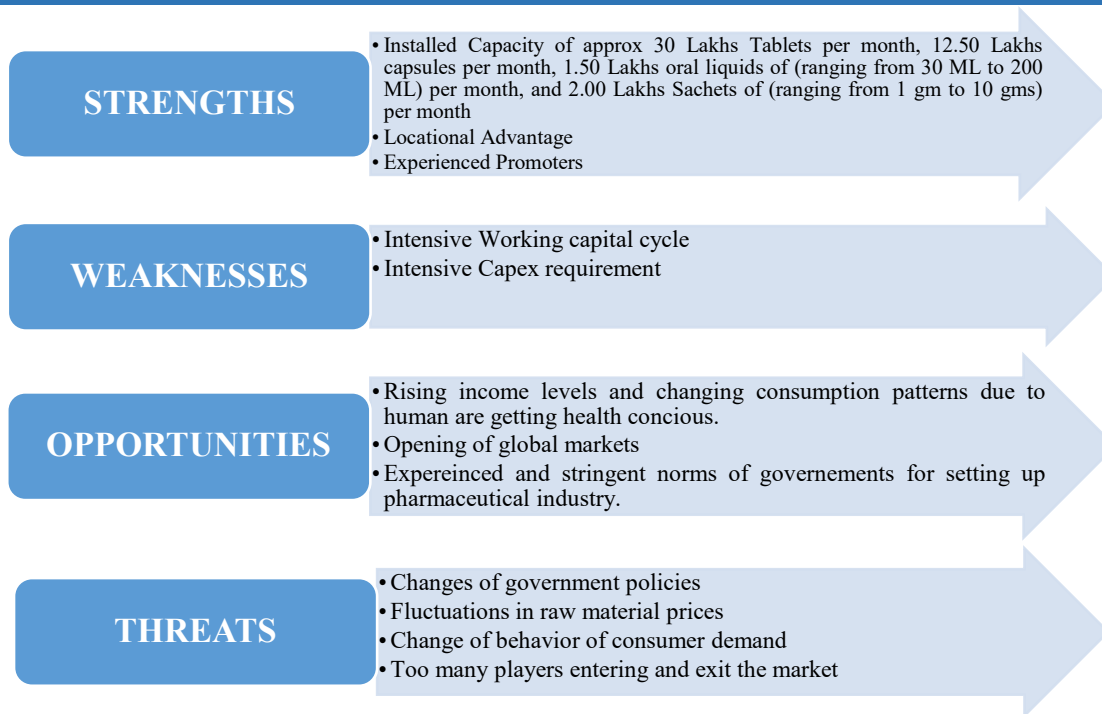 STRENGTHS
• Installed Capacity of approx 30 Lakhs Tablets per month, 12.50 Lakhs
capsules per month, 1.50 Lakhs oral liquids of (ranging from 30 ML to 200
ML) per month, and 2.00 Lakhs Sachets of (ranging from 1 gm to 10 gms)
per month
• Locational Advantage
• Experienced Promoters
WEAKNESSES
• Intensive Working capital cycle
• Intensive Capex requirement
OPPORTUNITIES
• Rising income levels and changing consumption patterns due to
human are getting health concious.
• Opening of global markets
• Expereinced and stringent norms of governements for setting up
pharmaceutical industry.
THREATS
• Changes of government policies
• Fluctuations in raw material prices
• Change of behavior of consumer demand
• Too many players entering and exit the market